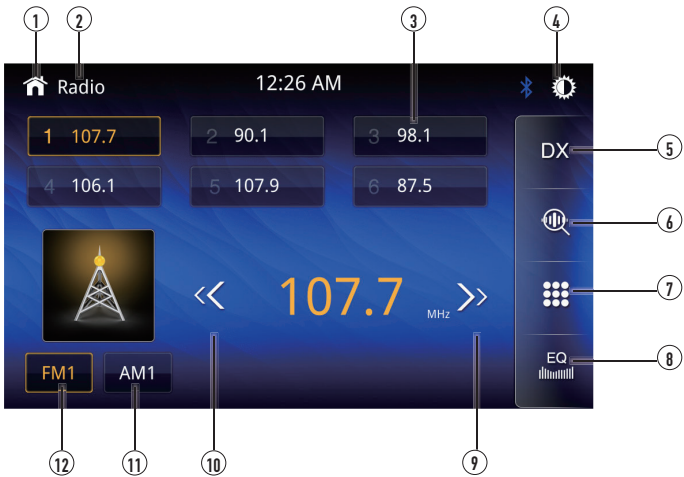 1 2 3 4
Radio 12:26 AM
1 107.7 2 90.1 3 98.1
DX 5
4 106.1 5 107.9 6 87.5
6
107.7 MHz
7
EQ 8
FM1 AM1
12 11 10 9